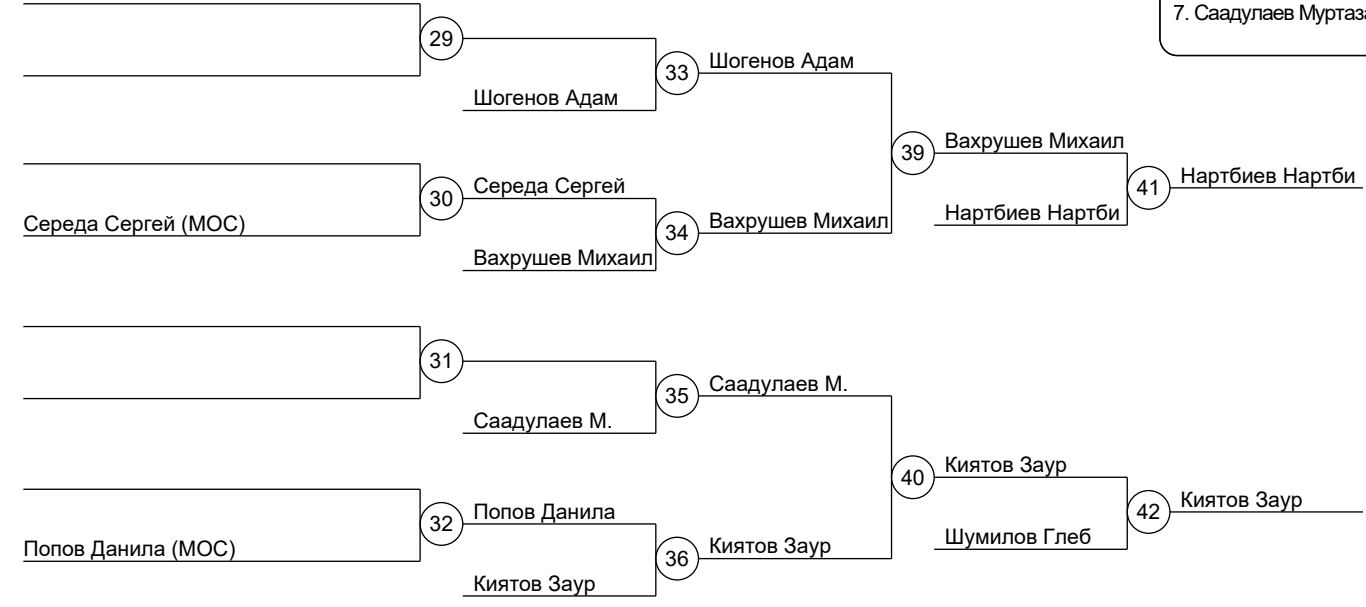 7. Саадулаев Муртаза
29
Шогенов Адам
33
Шогенов Адам
Середа Сергей (МОС)
30
Середа Сергей
Вахрушев Михаил
34
Вахрушев Михаил
39
Вахрушев Михаил
Нартбиев Нартби
41
Нартбиев Нартби
31
Саадулаев М.
35
Саадулаев М.
Попов Данила (МОС)
32
Попов Данила
Киятов Заур
36
Киятов Заур
40
Киятов Заур
Шумилов Глеб
42
Киятов Заур